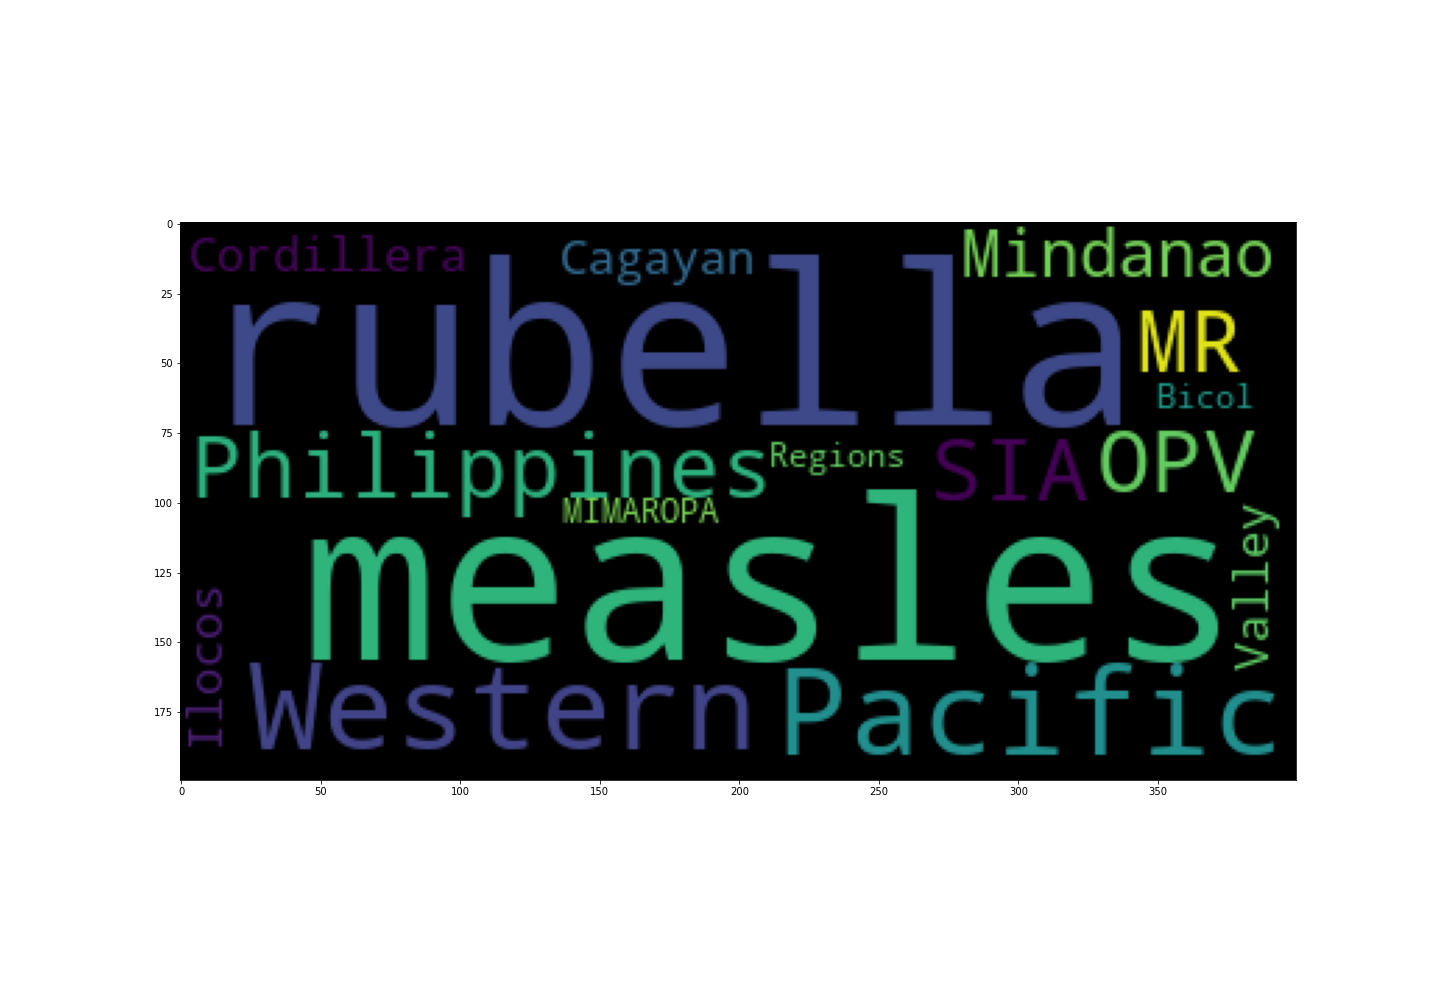 Cordillera
Cagayan
Mindanao
rubella
MR
Bicol
Philippines
Regions
SIA
OPV
MIMAROPA
measles
Valley
Ilocos
Western
Pacific
0
25
50
75
100
125
150
175
0 50 100 150 200 250 300 350